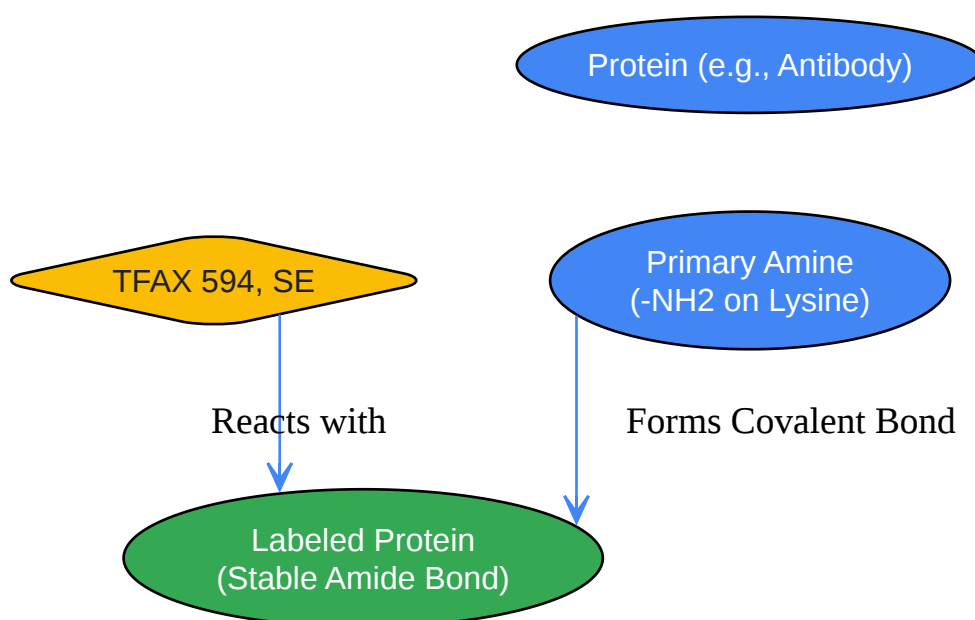 Protein (e.g., Antibody)
TFAX 594, SE
Primary Amine
(-NH2 on Lysine)
Reacts with
Forms Covalent Bond
Labeled Protein
(Stable Amide Bond)